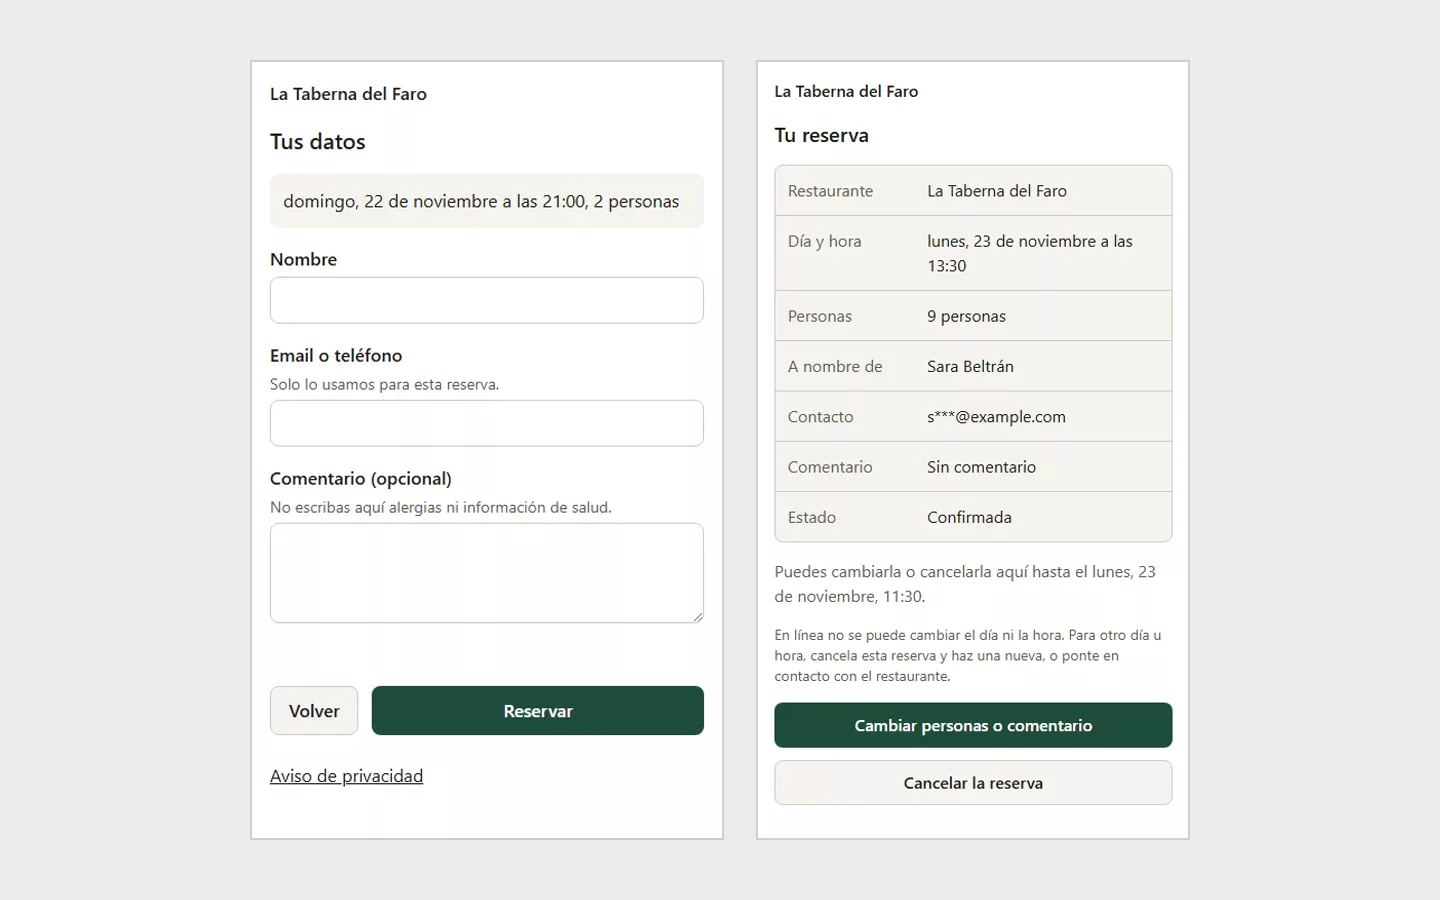 La Taberna del Faro
Tus datos
domingo, 22 de noviembre a las 21:00, 2 personas
Nombre
Email o teléfono
Solo lo usamos para esta reserva.
Comentario (opcional)
No escribas aquí alergias ni información de salud.
Volver
Reservar
Aviso de privacidad
La Taberna del Faro
Tu reserva
Restaurante La Taberna del Faro
Día y hora lunes, 23 de noviembre a las
13:30
Personas 9 personas
A nombre de Sara Beltrán
Contacto s***@example.com
Comentario Sin comentario
Estado Confirmada
Puedes cambiarla o cancelarla aquí hasta el lunes, 23
de noviembre, 11:30.
En línea no se puede cambiar el día ni la hora. Para otro día u
hora, cancela esta reserva y haz una nueva, o ponte en
contacto con el restaurante.
Cambiar personas o comentario
Cancelar la reserva